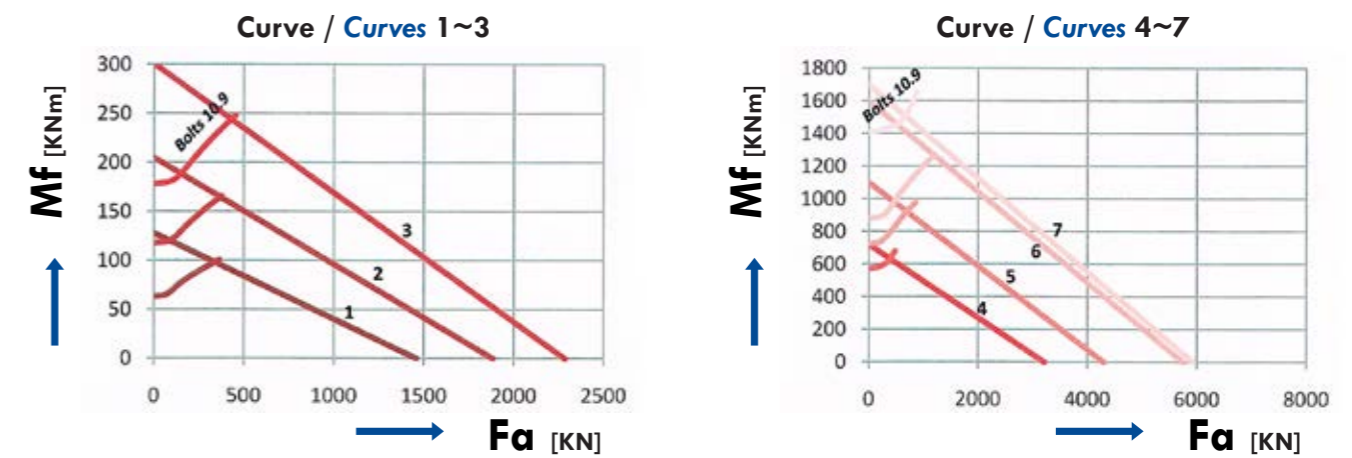 Curve / Curves 1~3
300
250
200
150
100
50
0
Mf [KNm]
Bolts 10.9
3
2
1
0 500 1000 1500 2000 2500
Fa [KN]
Curve / Curves 4~7
1800
1600
1400
1200
1000
800
600
400
200
0
Mf [KNm]
Bolts 10.9
7
6
5
4
0 2000 4000 6000 8000
Fa [KN]